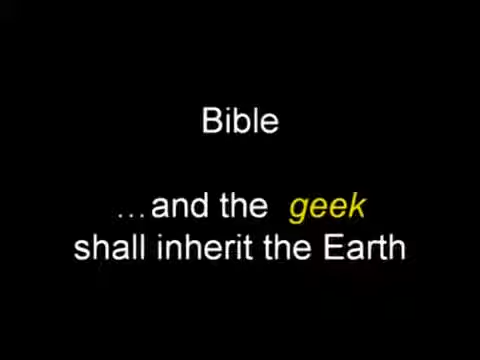 Bible
…and the geek
shall inherit the Earth